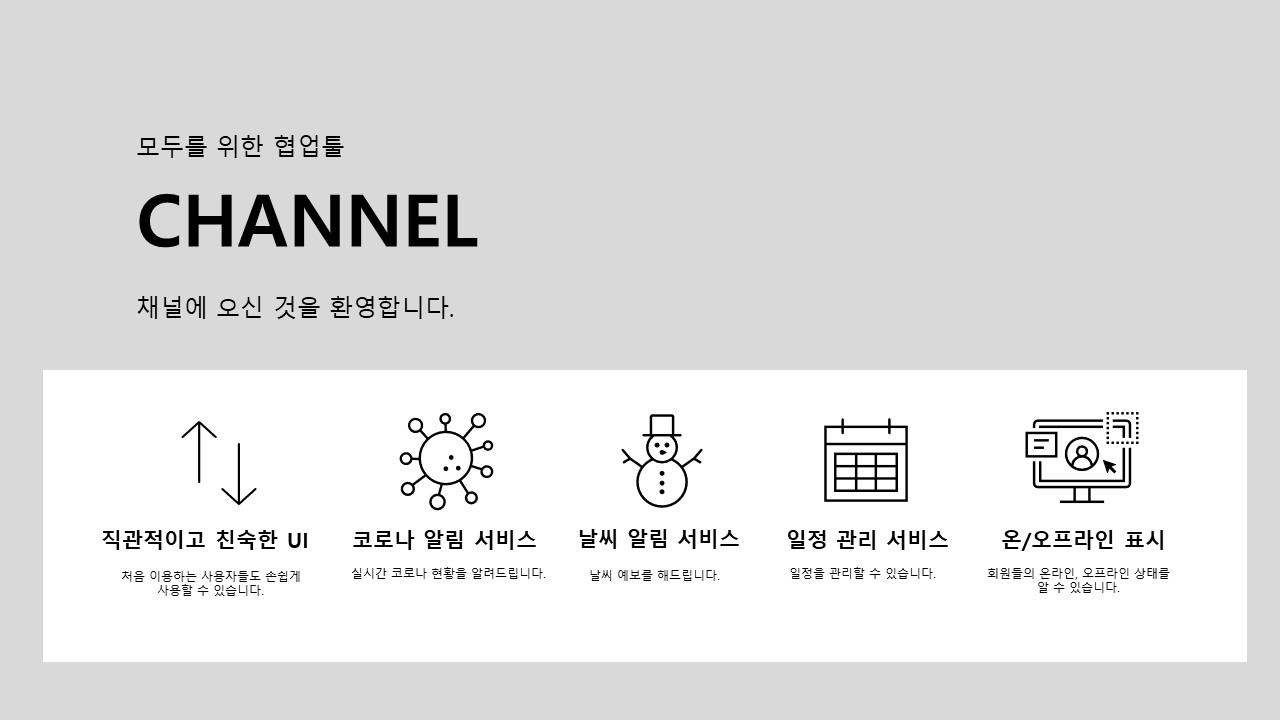 모두를 위한 협업툴
CHANNEL
채널에 오신 것을 환영합니다.
직관적이고 친숙한 UI
처음 이용하는 사용자들도 손쉽게
사용할 수 있습니다.
코로나 알림 서비스
실시간 코로나 현황을 알려드립니다.
날씨 알림 서비스
날씨 예보를 해드립니다.
일정 관리 서비스
일정을 관리할 수 있습니다.
온/오프라인 표시
회원들의 온라인, 오프라인 상태를
알 수 있습니다.